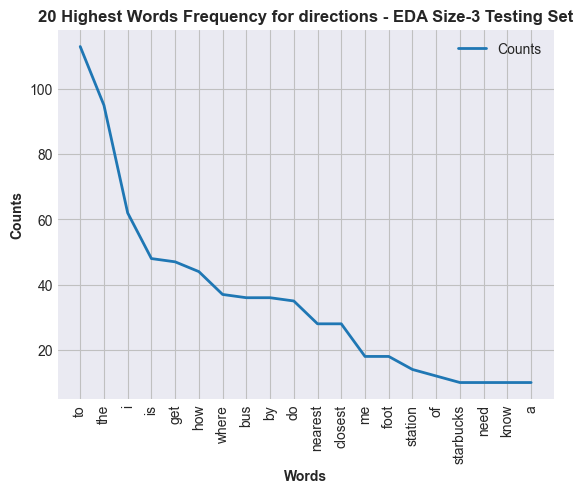 20 Highest Words Frequency for directions - EDA Size-3 Testing Set
Counts
100
80
60
40
20
Counts
to
the
i
is
get
how
where
bus
by
do
nearest
closest
me
foot
station
of
starbucks
need
know
a
Words